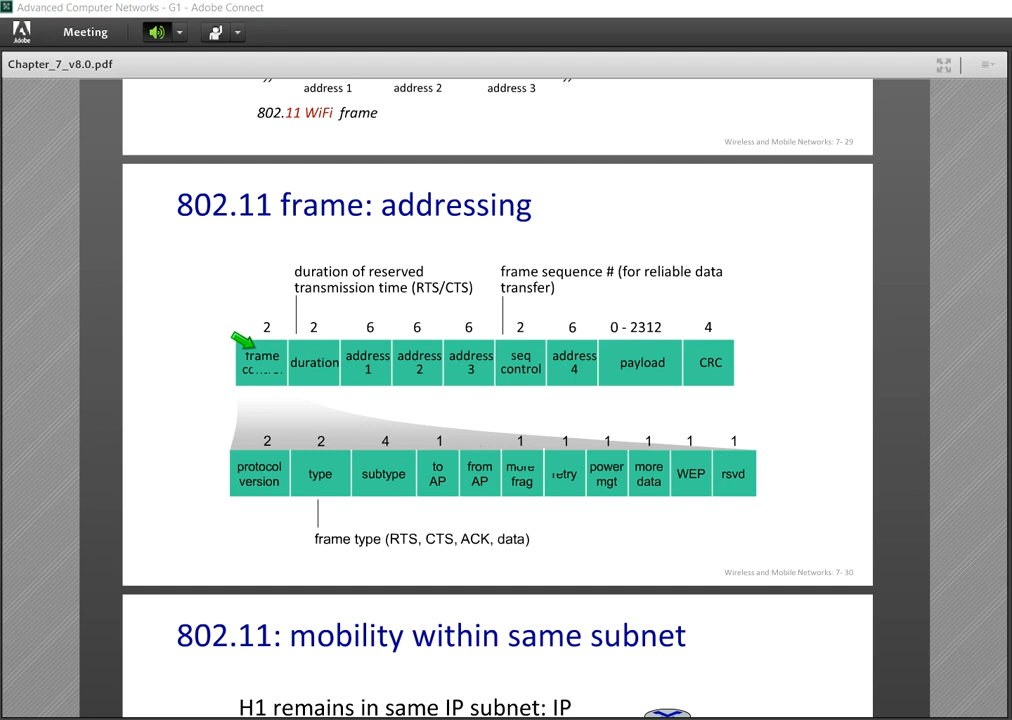 Advanced Computer Networks - G1 - Adobe Connect
Adobe
Meeting
Chapter_7_v8.0.pdf
address 1 address 2 address 3
802.11 WiFi frame
Wireless and Mobile Networks: 7- 29
802.11 frame: addressing
duration of reserved
transmission time (RTS/CTS)
frame sequence # (for reliable data
transfer)
2 2 6 6 6 2 6 0 - 2312 4
frame
duration
address
1
address
2
address
3
seq
control
address
4
payload
CRC
2 2 4 1 1 1 1 1 1 1
protocol
version
type
subtype
to
AP
from
AP
more
frag
retry
power
mgt
more
data
WEP
rsvd
frame type (RTS, CTS, ACK, data)
Wireless and Mobile Networks: 7- 30
802.11: mobility within same subnet
H1 remains in same IP subnet: IP